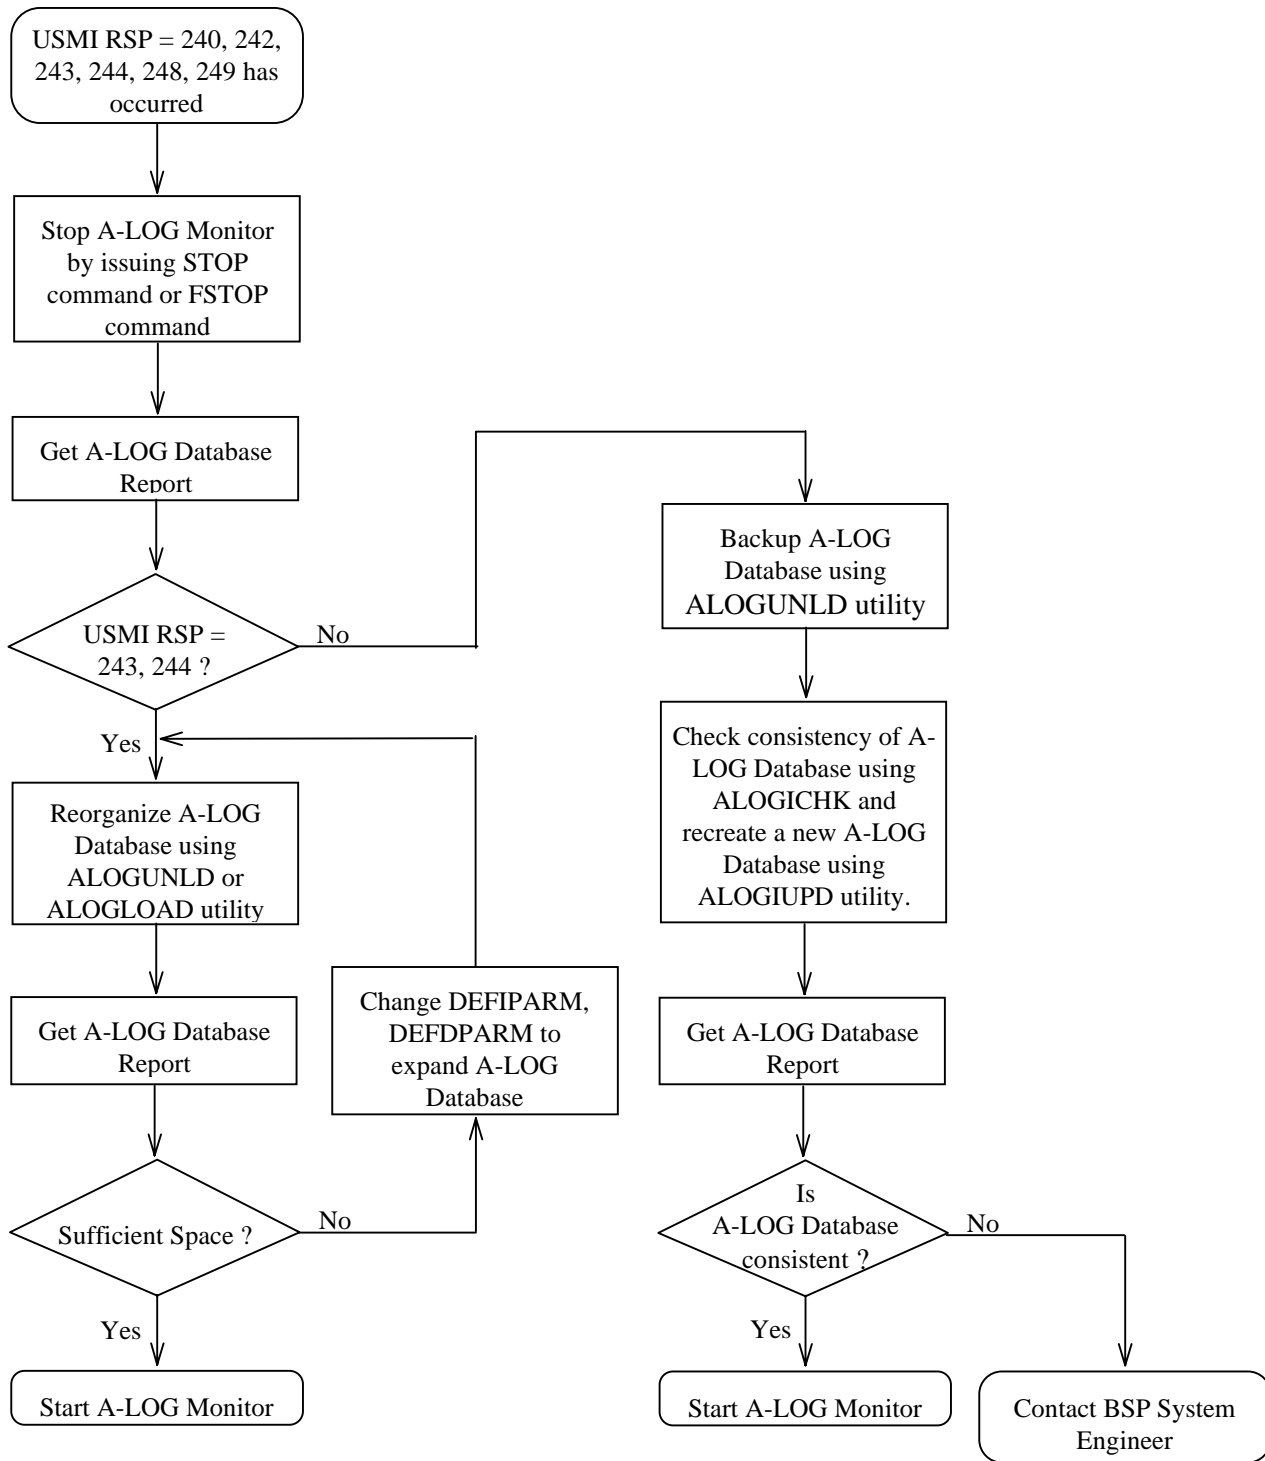 USMI RSP = 240, 242,
243, 244, 248, 249 has
occurred
Stop A-LOG Monitor
by issuing STOP
command or FSTOP
command
Get A-LOG Database
Report
USMI RSP =
243, 244 ?
No
Yes
Reorganize A-LOG
Database using
ALOGUNLD or
ALOGLOAD utility
Get A-LOG Database
Report
Change DEFIPARM,
DEFDPARM to
expand A-LOG
Database
Sufficient Space ?
No
Yes
Start A-LOG Monitor
Backup A-LOG
Database using
ALOGUNLD utility
Check consistency of A-
LOG Database using
ALOGICHK and
recreate a new A-LOG
Database using
ALOGIUPD utility.
Get A-LOG Database
Report
Is
A-LOG Database
consistent ?
No
Yes
Start A-LOG Monitor
Contact BSP System
Engineer